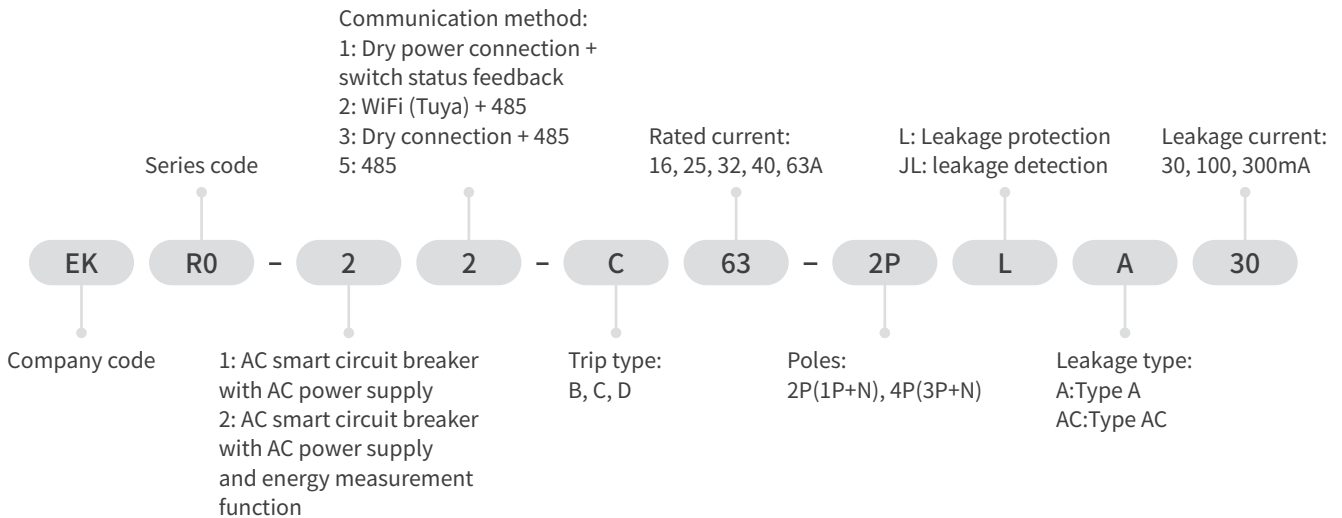 Communication method:
1: Dry power connection +
switch status feedback
2: WiFi (Tuya) + 485
3: Dry connection + 485
5: 485
Series code
Rated current:
16, 25, 32, 40, 63A
L: Leakage protection
JL: leakage detection
Leakage current:
30, 100, 300mA
EK R0 – 2 2 – C 63 – 2P L A 30
Company code
1: AC smart circuit breaker
with AC power supply
2: AC smart circuit breaker
with AC power supply
and energy measurement
function
Trip type:
B, C, D
Poles:
2P(1P+N), 4P(3P+N)
Leakage type:
A:Type A
AC:Type AC